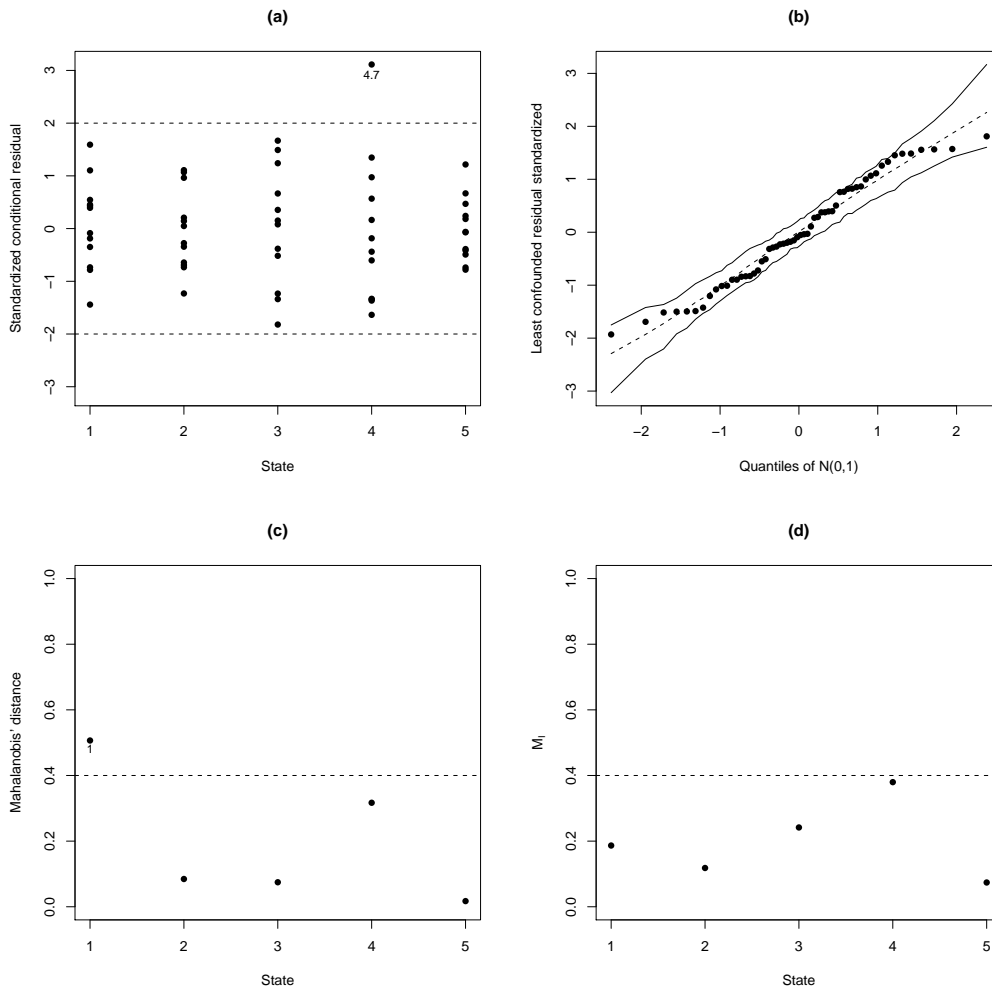 (a)
Standardized conditional residual
3
2
1
0
−1
−2
−3
4.7
1 2 3 4 5
State
(b)
Least confounded residual standardized
3
2
1
0
−1
−2
−3
−2 −1 0 1 2
Quantiles of N(0,1)
(c)
Mahalanobis' distance
1.0
0.8
0.6
0.4
0.2
0.0
1
1 2 3 4 5
State
(d)
M_I
1.0
0.8
0.6
0.4
0.2
0.0
1 2 3 4 5
State